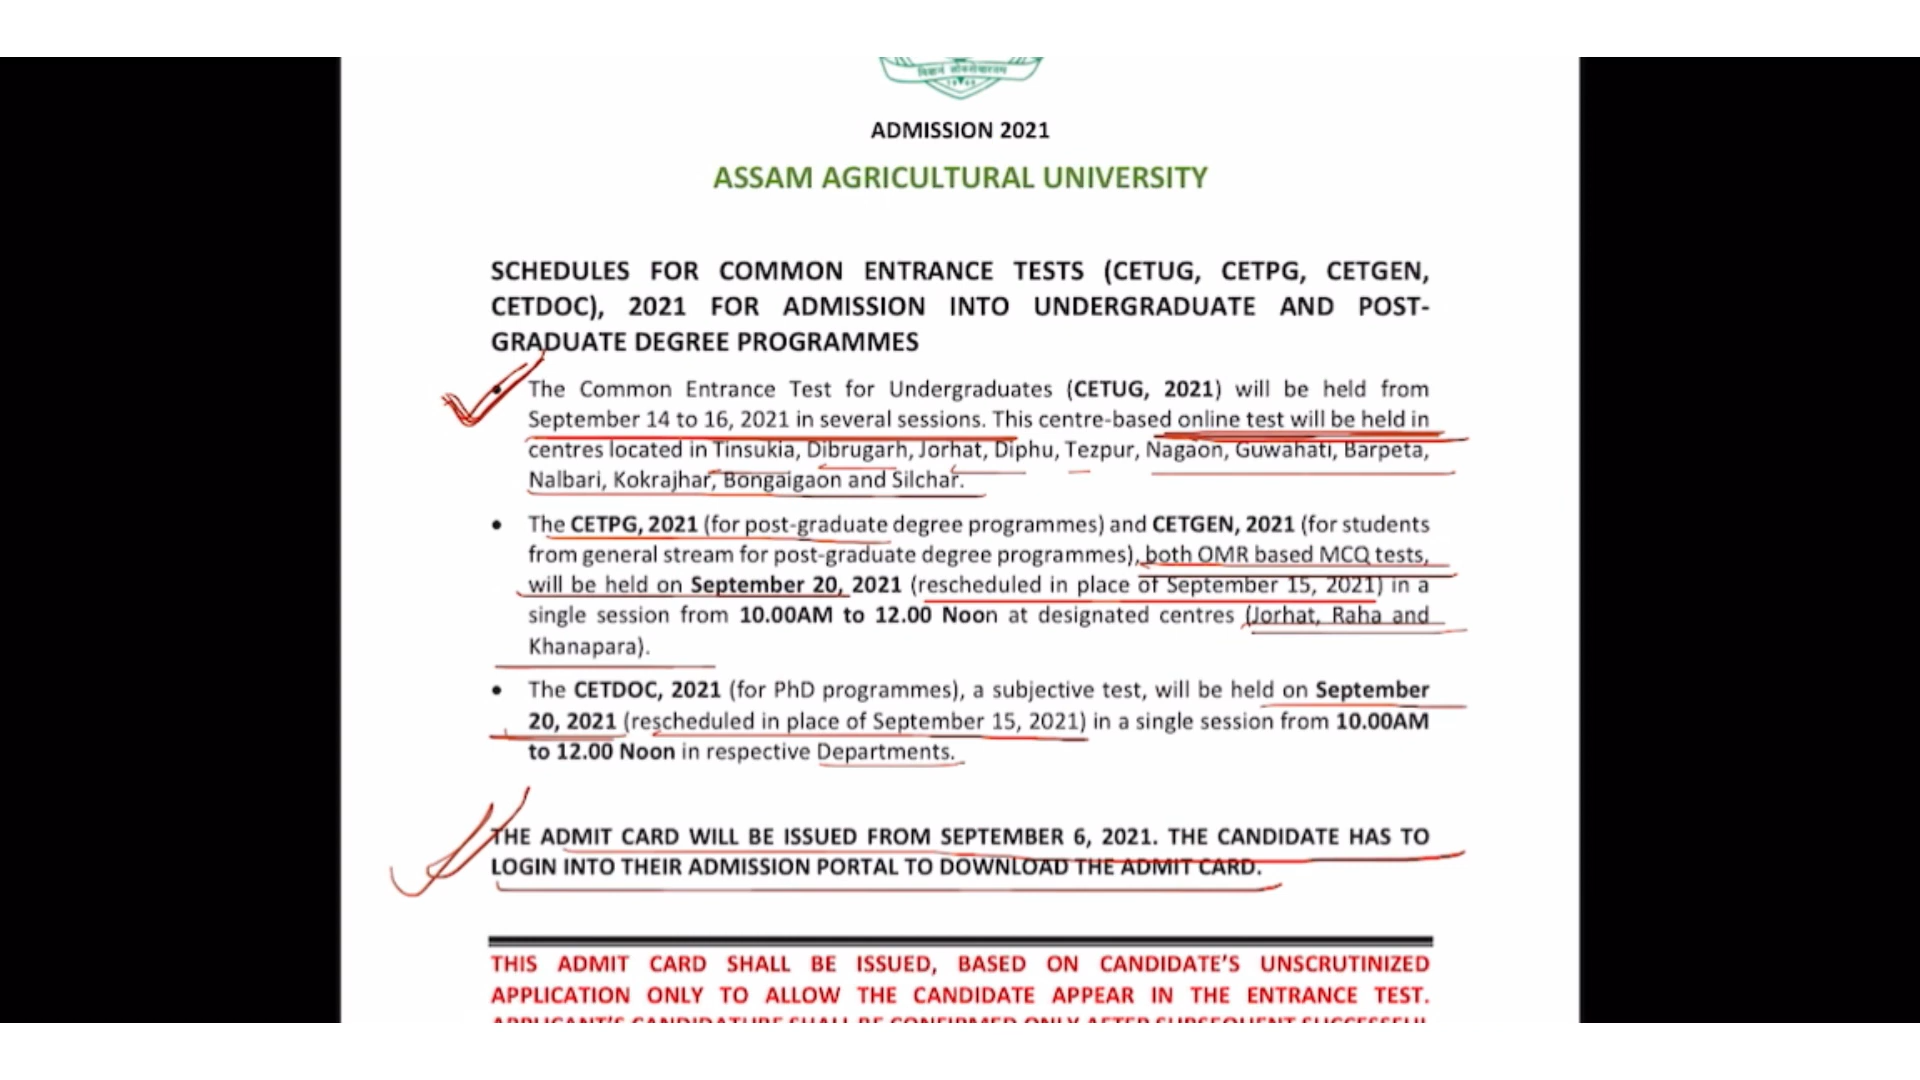 ADMISSION 2021
ASSAM AGRICULTURAL UNIVERSITY
SCHEDULES FOR COMMON ENTRANCE TESTS (CETUG, CETPG, CETGEN,
CETDOC), 2021 FOR ADMISSION INTO UNDERGRADUATE AND POST-
GRADUATE DEGREE PROGRAMMES
• The Common Entrance Test for Undergraduates (CETUG, 2021) will be held from
September 14 to 16, 2021 in several sessions. This centre-based online test will be held in
centres located in Tinsukia, Dibrugarh, Jorhat, Diphu, Tezpur, Nagaon, Guwahati, Barpeta,
Nalbari, Kokrajhar, Bongaigaon and Silchar.
• The CETPG, 2021 (for post-graduate degree programmes) and CETGEN, 2021 (for students
from general stream for post-graduate degree programmes), both OMR based MCQ tests,
will be held on September 20, 2021 (rescheduled in place of September 15, 2021) in a
single session from 10.00AM to 12.00 Noon at designated centres (Jorhat, Raha and
Khanapara).
• The CETDOC, 2021 (for PhD programmes), a subjective test, will be held on September
20, 2021 (rescheduled in place of September 15, 2021) in a single session from 10.00AM
to 12.00 Noon in respective Departments.
THE ADMIT CARD WILL BE ISSUED FROM SEPTEMBER 6, 2021. THE CANDIDATE HAS TO
LOGIN INTO THEIR ADMISSION PORTAL TO DOWNLOAD THE ADMIT CARD.
THIS ADMIT CARD SHALL BE ISSUED, BASED ON CANDIDATE'S UNSCRUTINIZED
APPLICATION ONLY TO ALLOW THE CANDIDATE APPEAR IN THE ENTRANCE TEST.
APPLICANT'S CANDIDATURE SHALL BE CONFIRMED ONLY AFTER SUBSEQUENT SUCCESSFUL